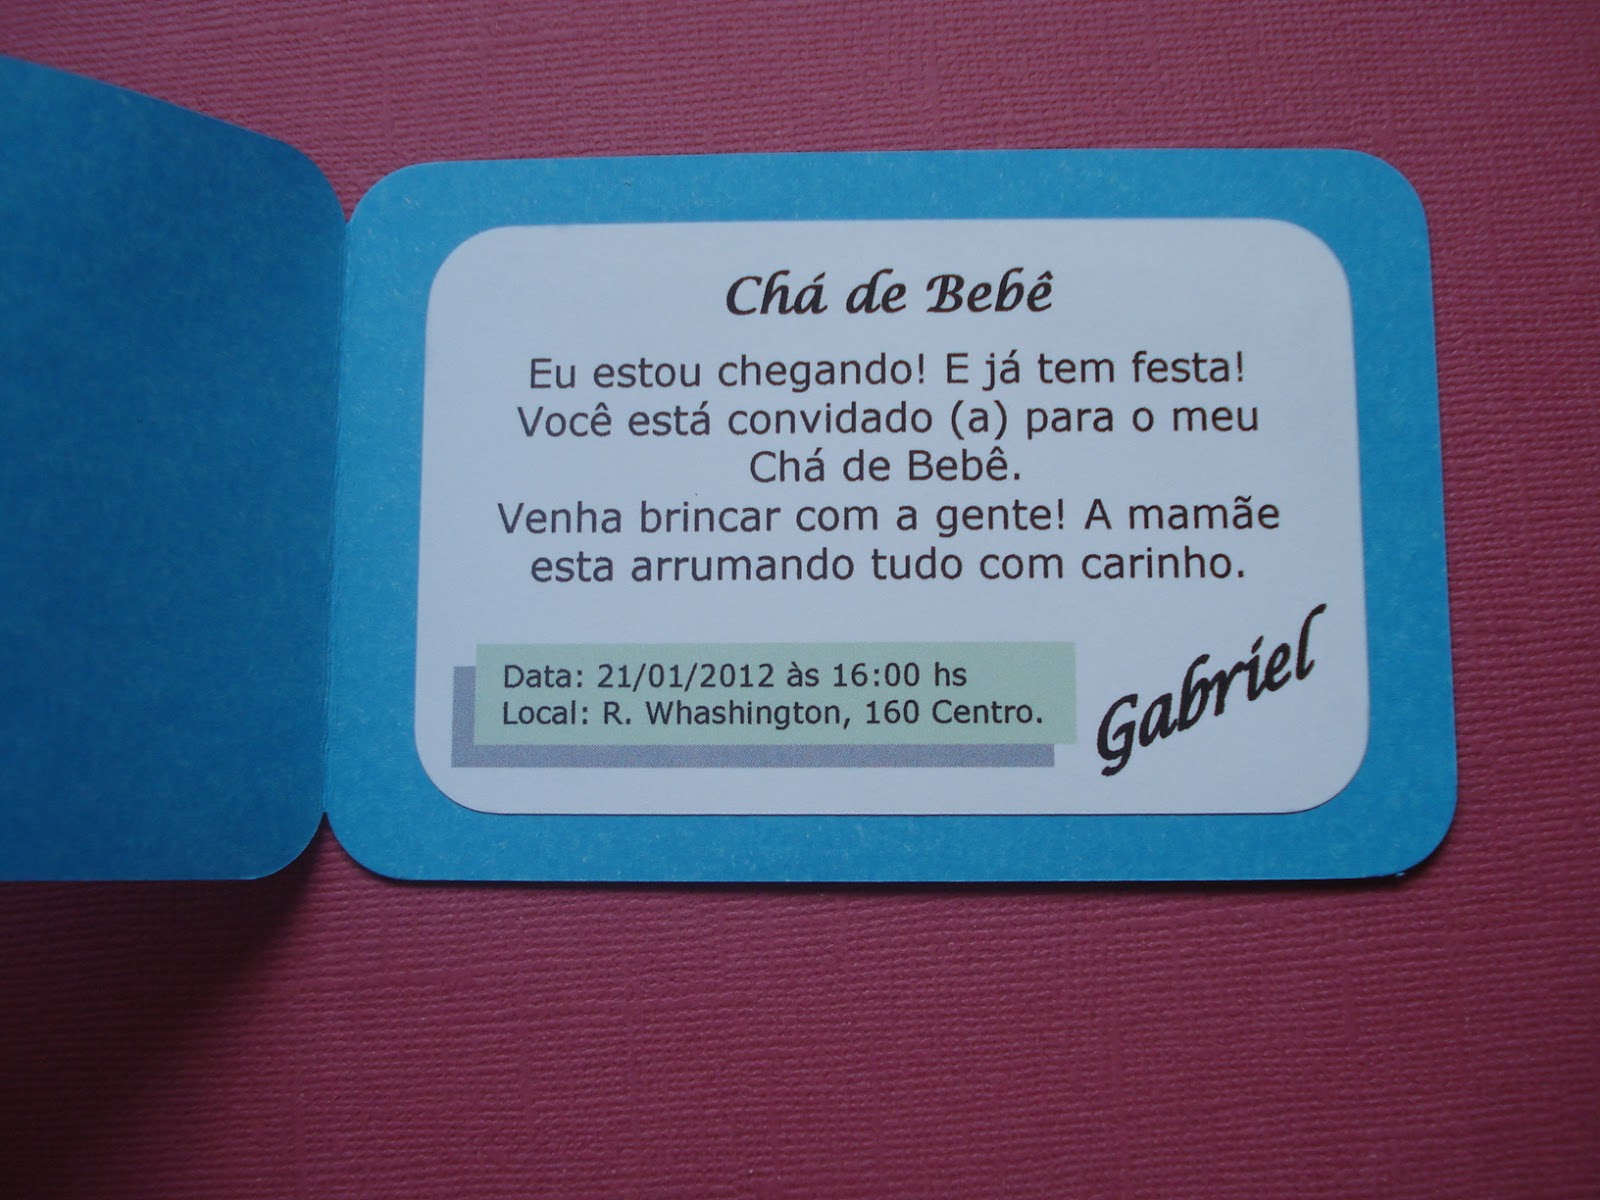 Chá de Bebê
Eu estou chegando! E já tem festa!
Você está convidado (a) para o meu
Chá de Bebê.
Venha brincar com a gente! A mamãe
esta arrumando tudo com carinho.
Data: 21/01/2012 às 16:00 hs
Local: R. Whashington, 160 Centro.
Gabriel